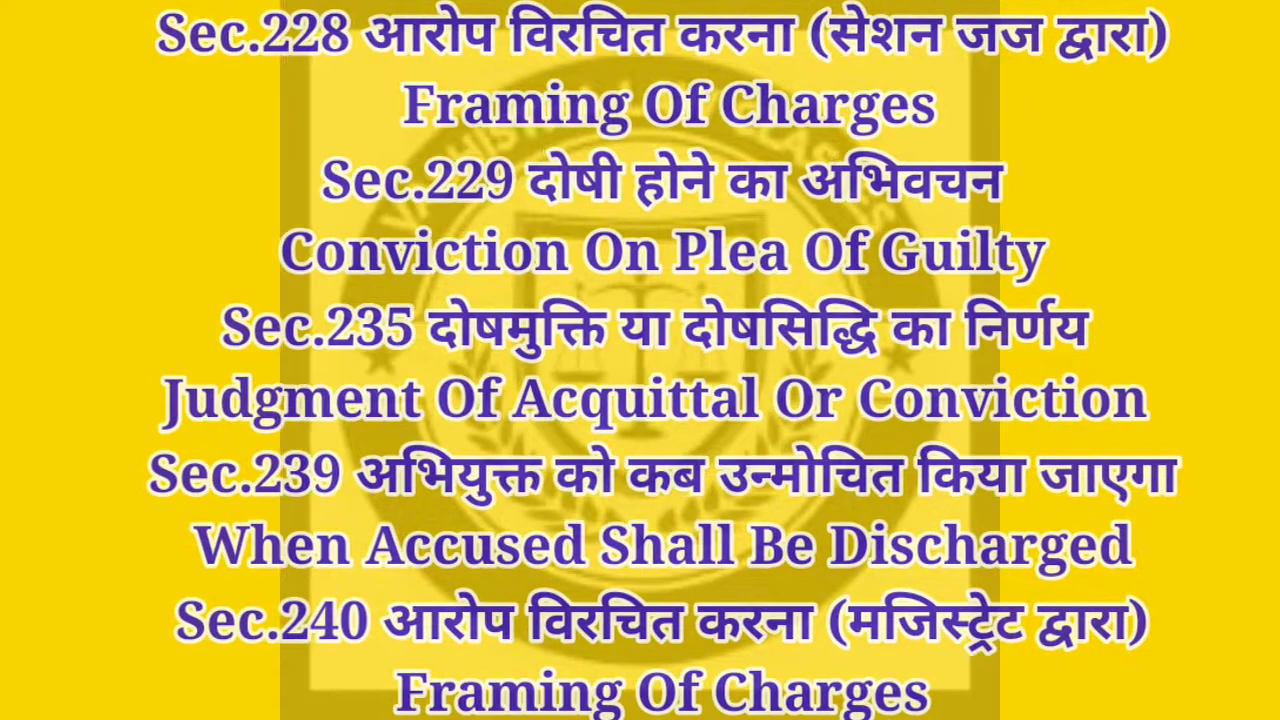 Sec.228 आरोप विरचित करना (सेशन जज द्वारा)
Framing Of Charges
Sec.229 दोषी होने का अभिवचन
Conviction On Plea Of Guilty
Sec.235 दोषमुक्ति या दोषसिद्धि का निर्णय
Judgment Of Acquittal Or Conviction
Sec.239 अभियुक्त को कब उन्मोचित किया जाएगा
When Accused Shall Be Discharged
Sec.240 आरोप विरचित करना (मजिस्ट्रेट द्वारा)
Framing Of Charges